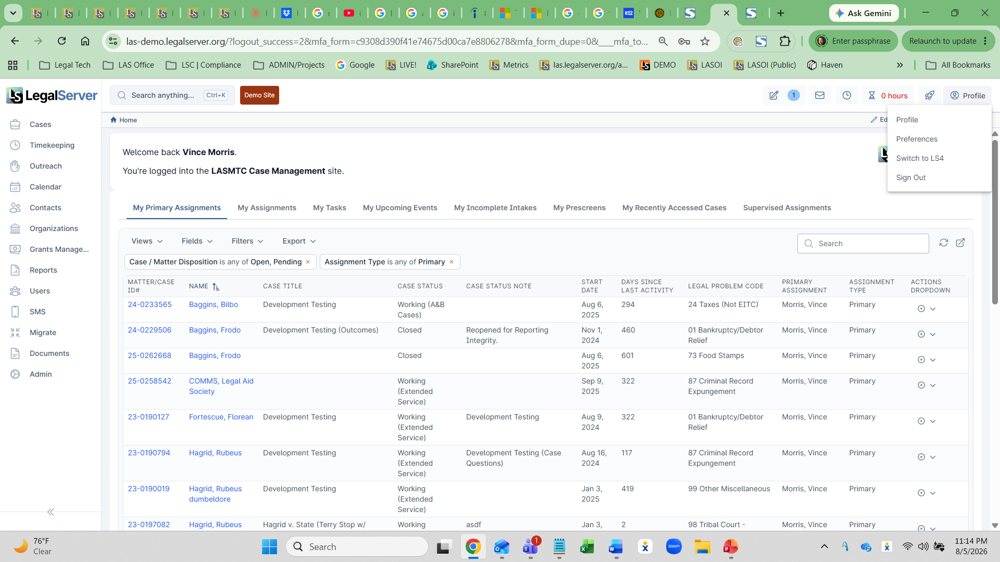 Ask Gemini
las-demo.legalserver.org/?logout_success=2&mfa_form=c9308d390f41e74675d00ca7e8806278&mfa_form_dupe=0&____mfa_to...
Enter passphrase
Relaunch to update
Legal Tech
LAS Office
LSC | Compliance
ADMIN/Projects
Google
LIVE!
SharePoint
Metrics
las.legalserver.org/a...
DEMO
LASOI
LASOI (Public)
Haven
All Bookmarks
LegalServer
Search anything...
Ctrl+K
Demo Site
1
0 hours
Profile
Cases
Timekeeping
Outreach
Calendar
Contacts
Organizations
Grants Manage...
Reports
Users
SMS
Migrate
Documents
Admin
Home
Ed
Profile
Preferences
Switch to LS4
Sign Out
Welcome back Vince Morris.
You're logged into the LASMTC Case Management site.
My Primary Assignments
My Assignments
My Tasks
My Upcoming Events
My Incomplete Intakes
My Prescreens
My Recently Accessed Cases
Supervised Assignments
Views
Fields
Filters
Export
Search
Case / Matter Disposition is any of Open, Pending
Assignment Type is any of Primary
MATTER/CASE ID#
NAME
CASE TITLE
CASE STATUS
CASE STATUS NOTE
START DATE
DAYS SINCE LAST ACTIVITY
LEGAL PROBLEM CODE
PRIMARY ASSIGNMENT
ASSIGNMENT TYPE
ACTIONS DROPDOWN
24-0233565 Baggins, Bilbo Development Testing Working (A&B Cases) Aug 6, 2025 294 24 Taxes (Not EITC) Morris, Vince Primary
24-0229506 Baggins, Frodo Development Testing (Outcomes) Closed Reopened for Reporting Integrity. Nov 1, 2024 460 01 Bankruptcy/Debtor Relief Morris, Vince Primary
25-0262668 Baggins, Frodo Closed Aug 6, 2025 601 73 Food Stamps Morris, Vince Primary
25-0258542 COMMS, Legal Aid Society Working (Extended Service) Sep 9, 2025 322 87 Criminal Record Expungement Morris, Vince Primary
23-0190127 Fortescue, Florean Development Testing Working (Extended Service) Development Testing Aug 9, 2024 322 01 Bankruptcy/Debtor Relief Morris, Vince Primary
23-0190794 Hagrid, Rubeus Development Testing Working (Extended Service) Development Testing (Case Questions) Aug 16, 2024 117 87 Criminal Record Expungement Morris, Vince Primary
23-0190019 Hagrid, Rubeus dumbeldore Development Testing Working (Extended Service) Jan 3, 2025 419 99 Other Miscellaneous Morris, Vince Primary
23-0197082 Hagrid, Rubeus Hagrid v. State (Terry Stop w/ Working asdf Jan 3, 2 98 Tribal Court - Morris, Vince Primary
76°F
Clear
Search
1
zoom
11:14 PM
8/5/2026